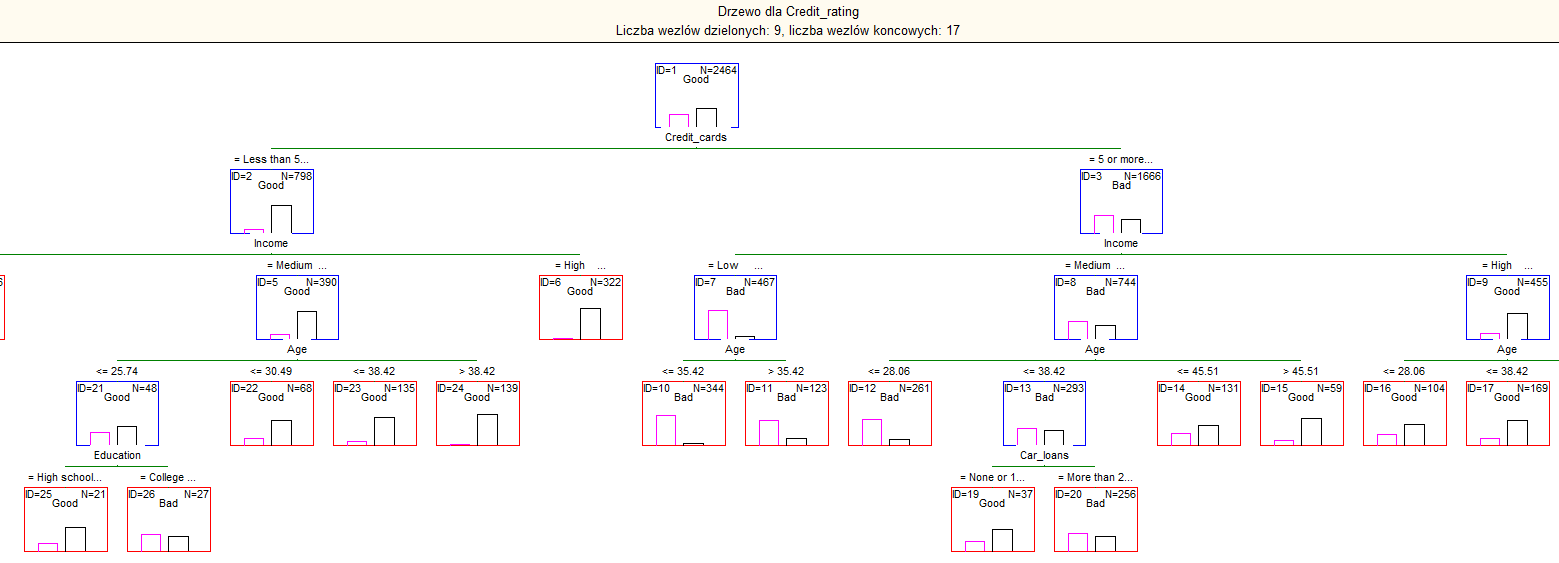 Drzewo dla Credit_rating
Liczba wezlów dzielonych: 9, liczba wezlów koncowych: 17
ID=1 N=2464
Good
Credit_cards
= Less than 5... = 5 or more...
ID=2 N=798 ID=3 N=1666
Good Bad
Income Income
= Medium ... = High ... = Low ... = Medium ... = High ...
ID=5 N=390 ID=6 N=322 ID=7 N=467 ID=8 N=744 ID=9 N=455
Good Good Bad Bad Good
Age Age Age Age
<= 25.74 <= 30.49 <= 38.42 > 38.42 <= 35.42 > 35.42 <= 28.06 <= 38.42 <= 45.51 > 45.51 <= 28.06 <= 38.42
ID=21 N=48 ID=22 N=68 ID=23 N=135 ID=24 N=139 ID=10 N=344 ID=11 N=123 ID=12 N=261 ID=13 N=293 ID=14 N=131 ID=15 N=59 ID=16 N=104 ID=17 N=169
Good Good Good Good Bad Bad Bad Bad Good Good Good Good
Education Car_loans
= High school... = College ... = None or 1... = More than 2...
ID=25 N=21 ID=26 N=27 ID=19 N=37 ID=20 N=256
Good Bad Good Bad